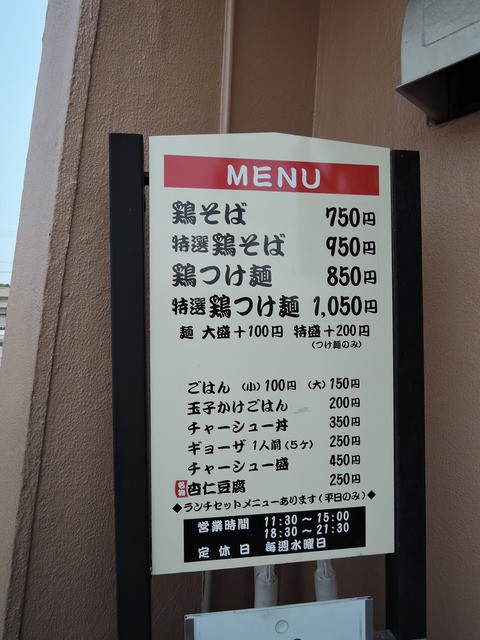 MENU
鶏そば 750円
特選鶏そば 950円
鶏つけ麺 850円
特選鶏つけ麺 1,050円
麺 大盛+100円 特盛+200円
(つけ麺のみ)
ごはん (小)100円 (大)150円
玉子かけごはん 200円
チャーシュー丼 350円
ギョーザ 1人前(5ケ) 250円
チャーシュー盛 450円
名物 杏仁豆腐 250円
◆ランチセットメニューあります(平日のみ)◆
営業時間 11:30～15:00
18:30～21:30
定休日 毎週水曜日